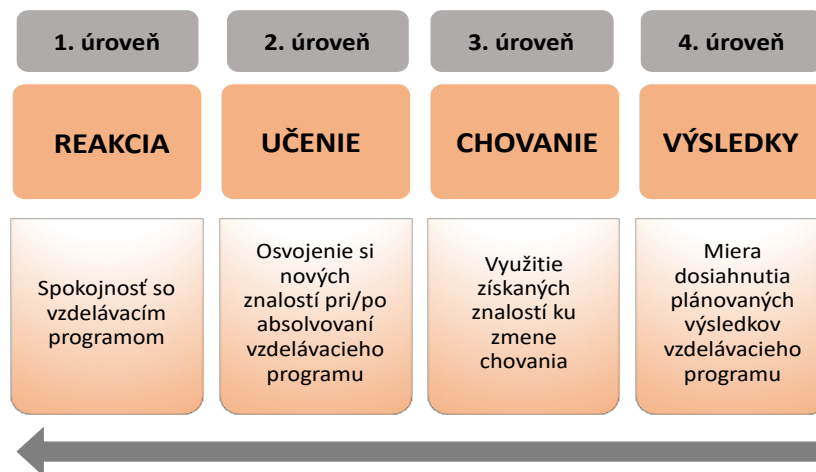 1. úroveň
2. úroveň
3. úroveň
4. úroveň
REAKCIA
UČENIE
CHOVANIE
VÝSLEDKY
Spokojnosť so
vzdelávacím
programom
Osvojenie si
nových
znalostí pri/po
absolvovaní
vzdelávacieho
programu
Využitie
získaných
znalostí ku
zmene
chovania
Miera
dosiahnutia
plánovaných
výsledkov
vzdelávacieho
programu